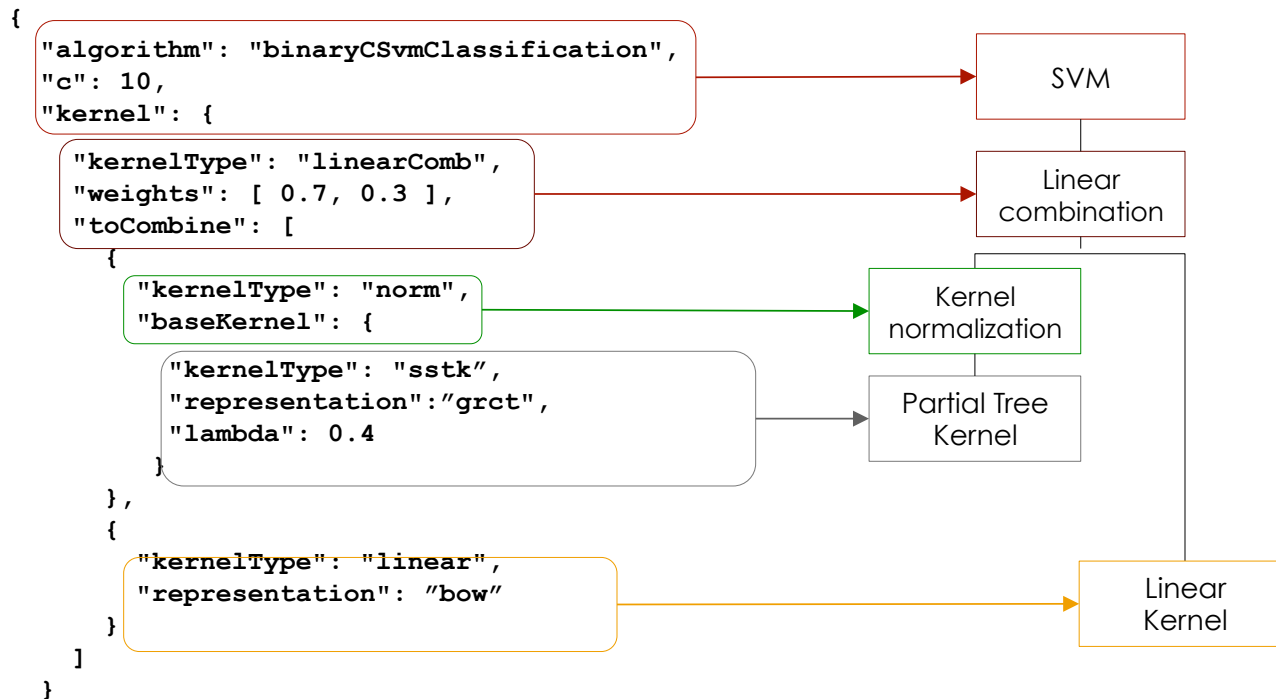 {
"algorithm": "binaryCSvmClassification",
"c": 10,
"kernel": {
"kernelType": "linearComb",
"weights": [ 0.7, 0.3 ],
"toCombine": [
{
"kernelType": "norm",
"baseKernel": {
"kernelType": "sstk”,
"representation":”grct",
"lambda": 0.4
}
},
{
"kernelType": "linear",
"representation": ”bow”
}
]
}
SVM
Linear
combination
Kernel
normalization
Partial Tree
Kernel
Linear
Kernel